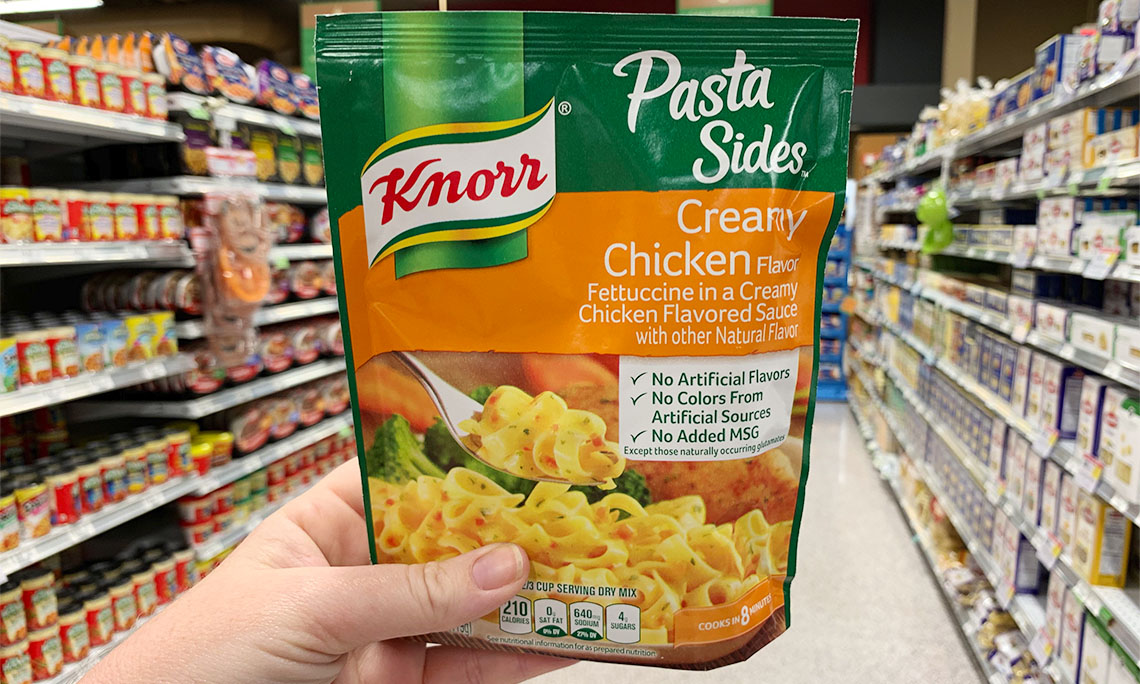 Knorr®
Pasta
Sides™
Creamy
Chicken Flavor
Fettuccine in a Creamy
Chicken Flavored Sauce
with other Natural Flavor
✓ No Artificial Flavors
✓ No Colors From
Artificial Sources
✓ No Added MSG
Except those naturally occurring glutamates
2/3 CUP SERVING DRY MIX
210
CALORIES
0g
SAT FAT
0% DV
640mg
SODIUM
27% DV
4g
SUGARS
See nutritional information for as prepared nutrition.
COOKS IN 8 MINUTES